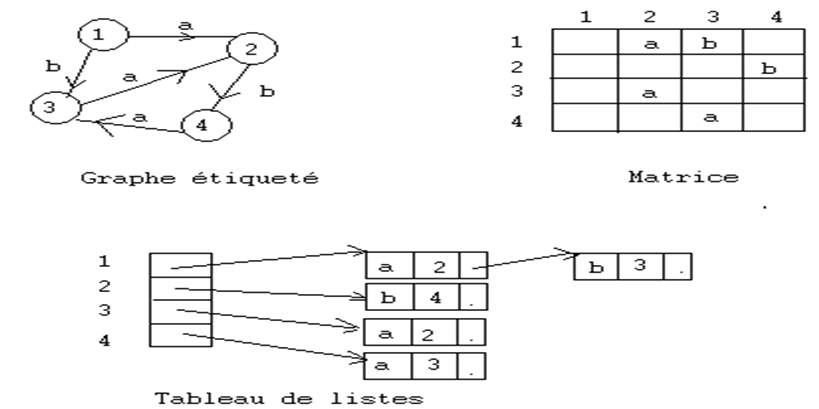 1 a 2
b a b
3 a 4
Graphe étiqueté
1 2 3 4
1 a b
2 b
3 a
4 a
Matrice
.
1 a 2 b 3 .
2 b 4 .
3 a 2 .
4 a 3 .
Tableau de listes